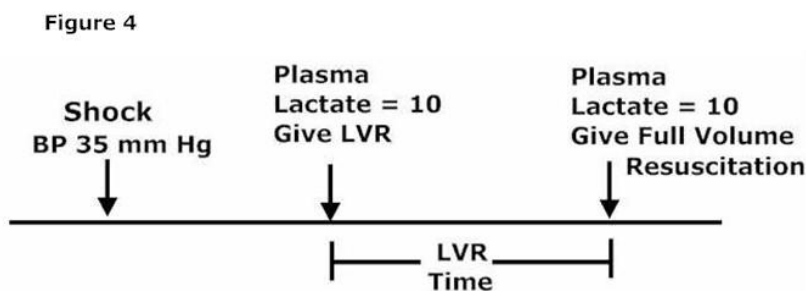 Figure 4
Shock
BP 35 mm Hg
Plasma
Lactate = 10
Give LVR
Plasma
Lactate = 10
Give Full Volume
Resuscitation
LVR
Time